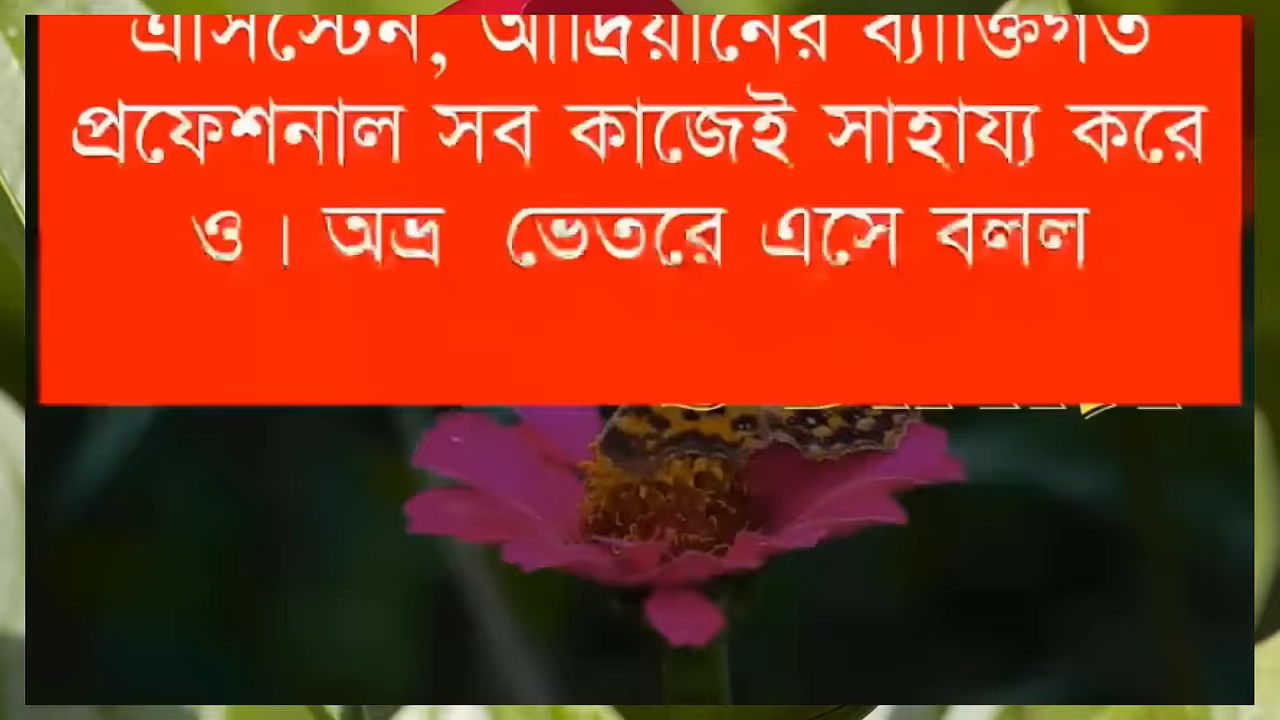 এসিস্টেন, আদ্রিয়ানের ব্যাক্তিগত
প্রফেশনাল সব কাজেই সাহায্য করে
ও । অভ্র ভেতরে এসে বলল